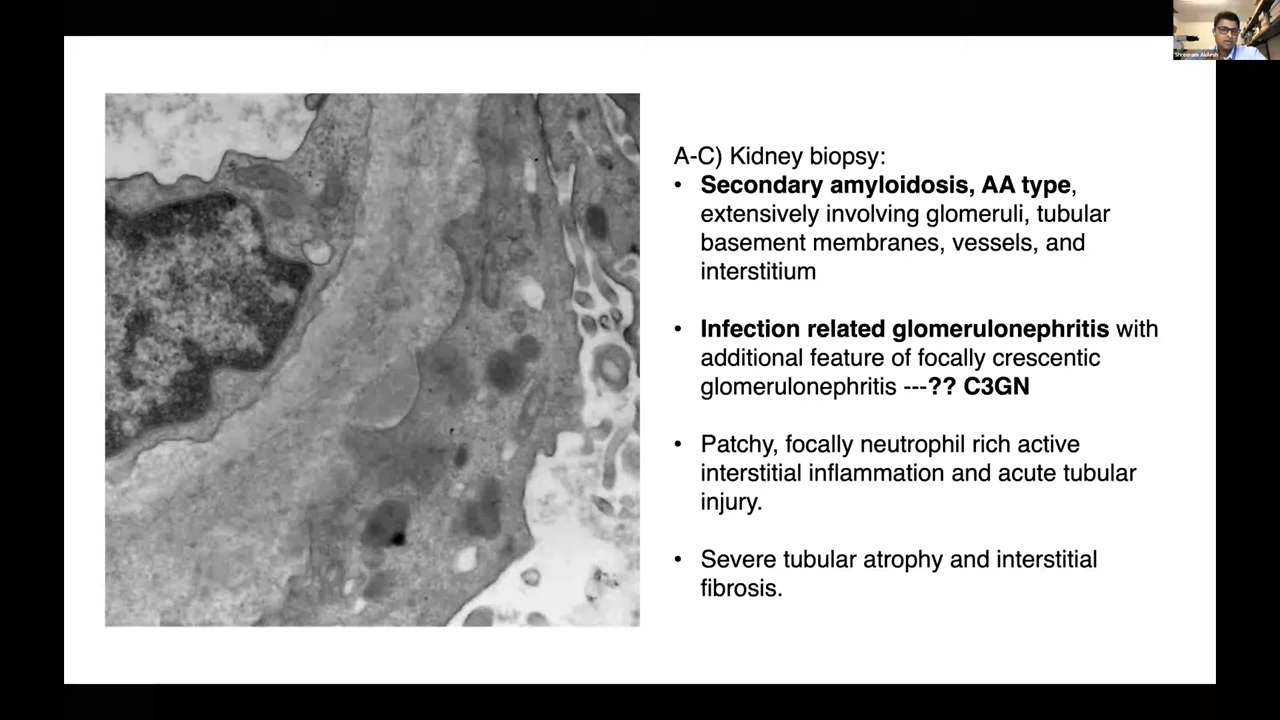 A-C) Kidney biopsy:
• Secondary amyloidosis, AA type,
extensively involving glomeruli, tubular
basement membranes, vessels, and
interstitium
• Infection related glomerulonephritis with
additional feature of focally crescentic
glomerulonephritis ---?? C3GN
• Patchy, focally neutrophil rich active
interstitial inflammation and acute tubular
injury.
• Severe tubular atrophy and interstitial
fibrosis.
Shreeram